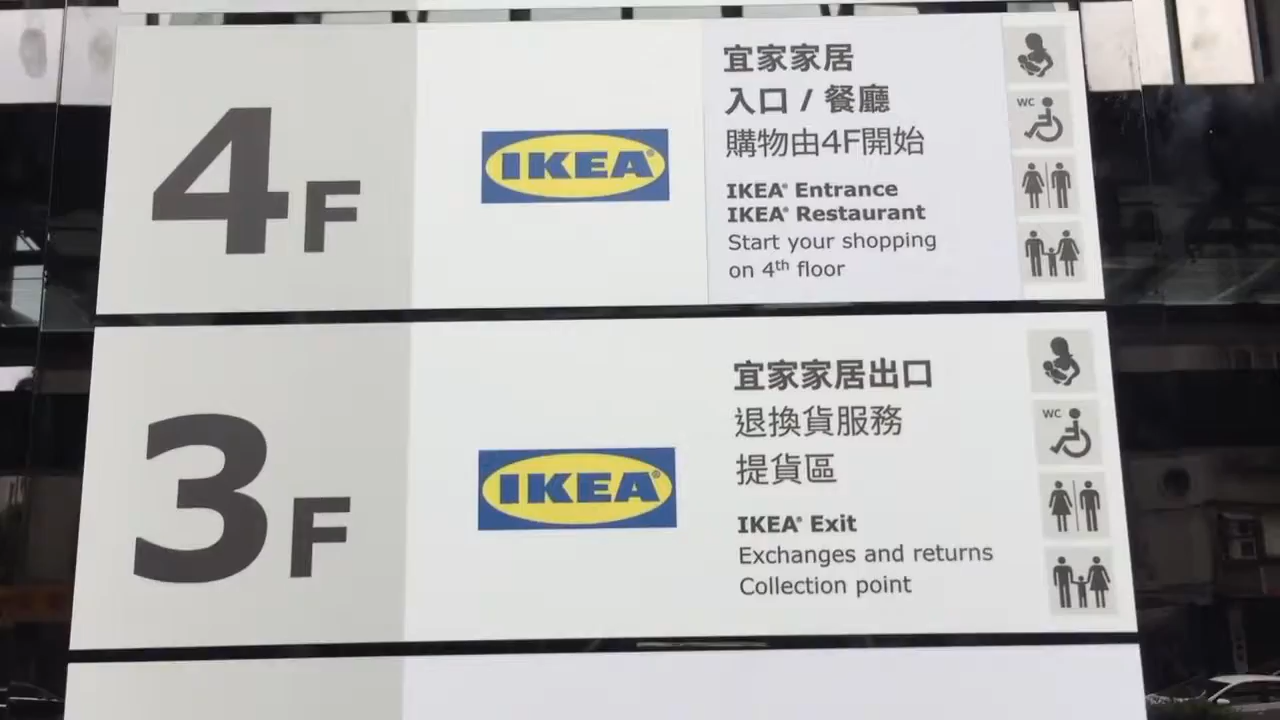 4F
IKEA®
宜家家居
入口 / 餐廳
購物由4F開始
IKEA® Entrance
IKEA® Restaurant
Start your shopping
on 4th floor
WC
3F
IKEA®
宜家家居出口
退換貨服務
提貨區
IKEA® Exit
Exchanges and returns
Collection point
WC